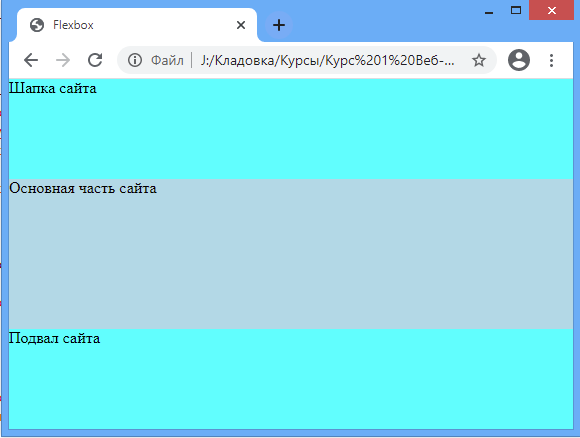 Flexbox
Файл J:/Кладовка/Курсы/Курс%201%20Веб-...
Шапка сайта
Основная часть сайта
Подвал сайта